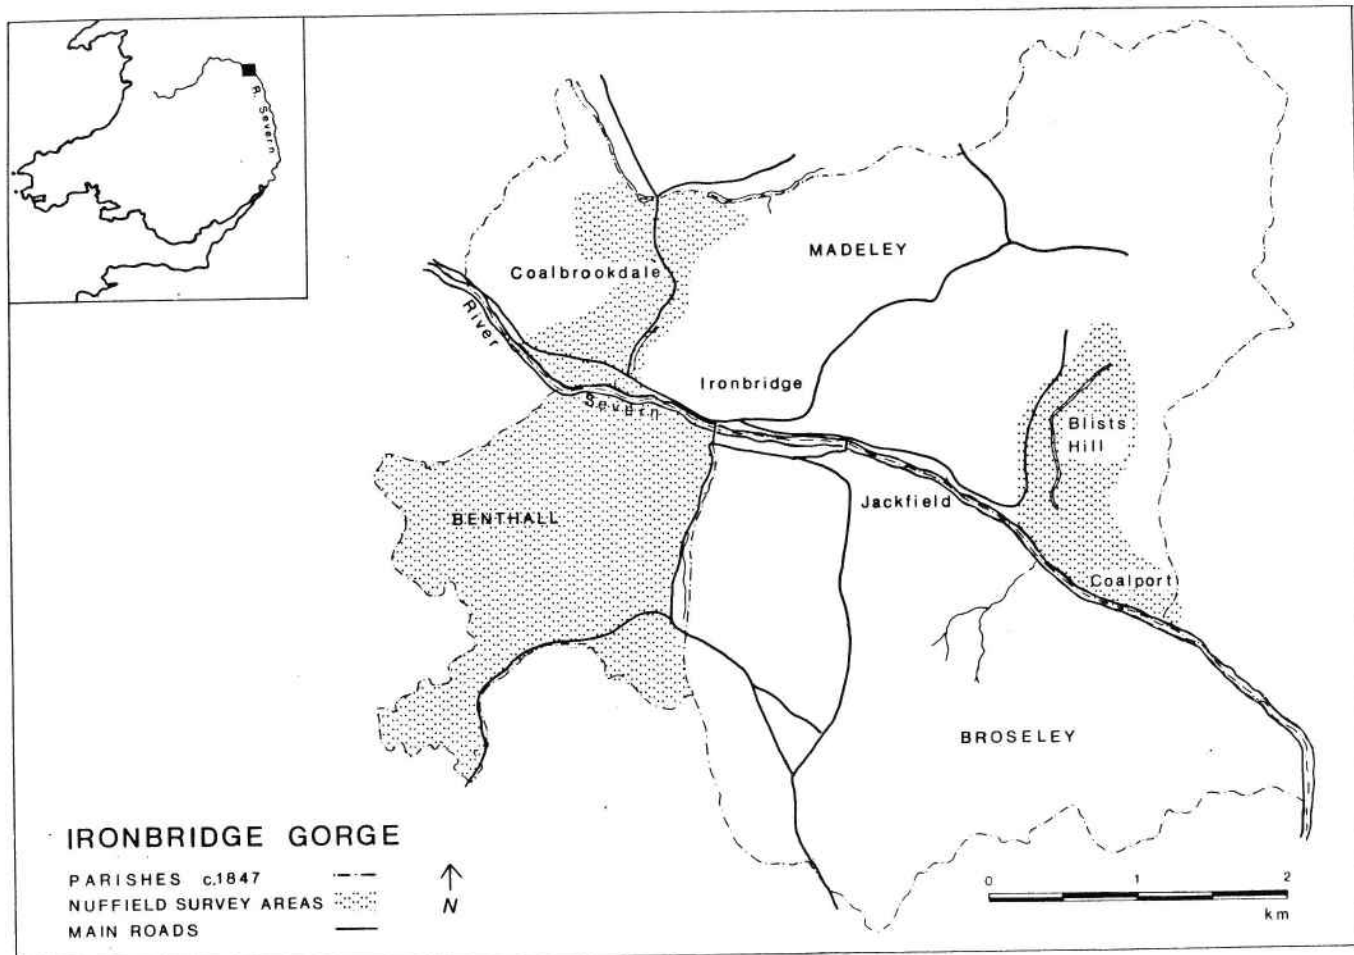 R. Severn
Coalbrookdale
MADELEY
River
Severn
Ironbridge
Blists
Hill
Jackfield
BENTHALL
Coalport
BROSELEY
IRONBRIDGE GORGE
PARISHES c.1847
NUFFIELD SURVEY AREAS
MAIN ROADS
N
0 1 2
km